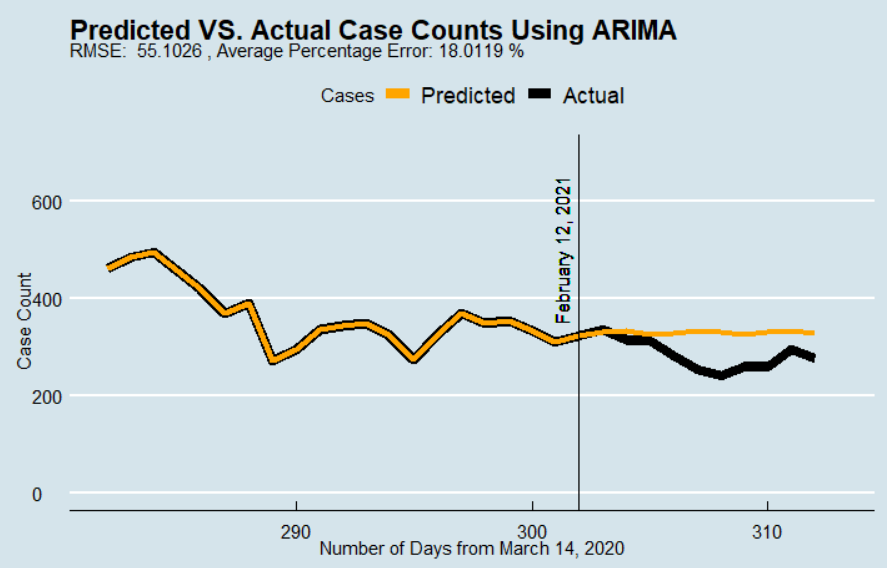 Predicted VS. Actual Case Counts Using ARIMA
RMSE:  55.1026 , Average Percentage Error: 18.0119 %
Cases Predicted Actual
600
400
200
0
Case Count
February 12, 2021
290 300 310
Number of Days from March 14, 2020